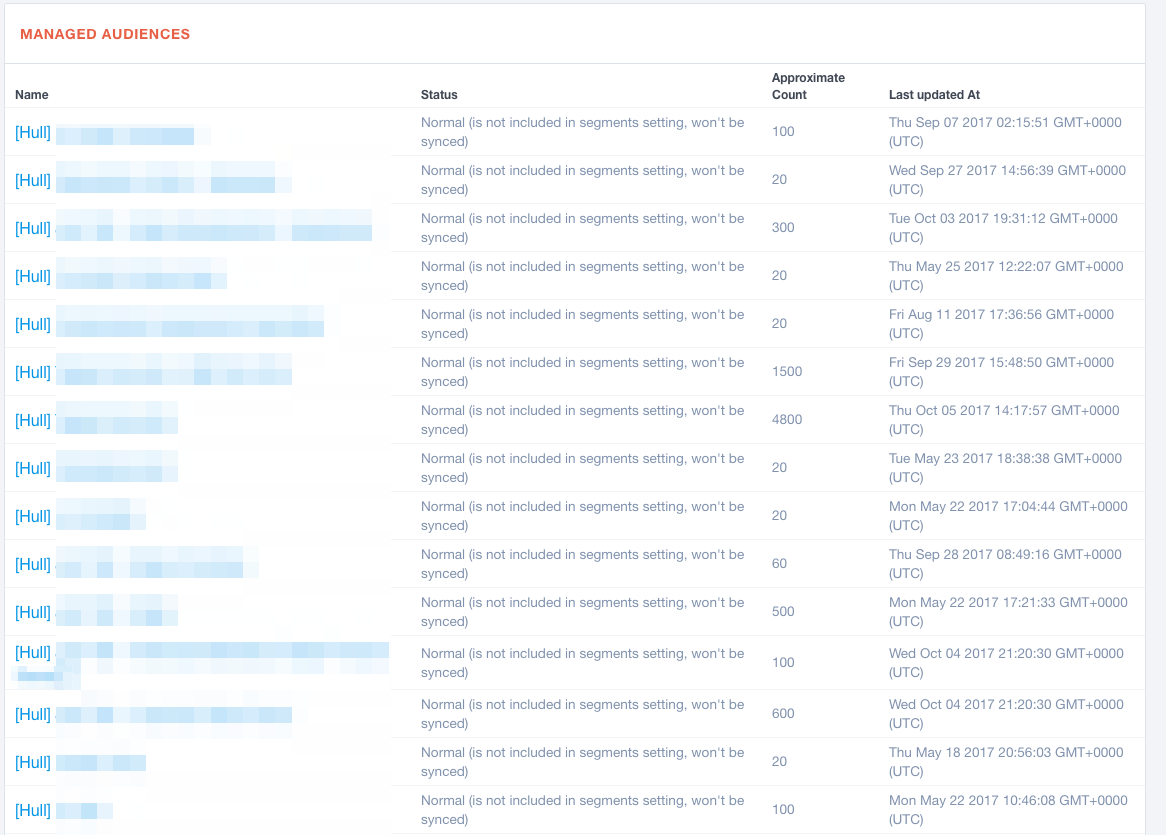 MANAGED AUDIENCES
Name Status Approximate Count Last updated At
[Hull] Normal (is not included in segments setting, won't be synced) 100 Thu Sep 07 2017 02:15:51 GMT+0000 (UTC)
[Hull] Normal (is not included in segments setting, won't be synced) 20 Wed Sep 27 2017 14:56:39 GMT+0000 (UTC)
[Hull] Normal (is not included in segments setting, won't be synced) 300 Tue Oct 03 2017 19:31:12 GMT+0000 (UTC)
[Hull] Normal (is not included in segments setting, won't be synced) 20 Thu May 25 2017 12:22:07 GMT+0000 (UTC)
[Hull] Normal (is not included in segments setting, won't be synced) 20 Fri Aug 11 2017 17:36:56 GMT+0000 (UTC)
[Hull] Normal (is not included in segments setting, won't be synced) 1500 Fri Sep 29 2017 15:48:50 GMT+0000 (UTC)
[Hull] Normal (is not included in segments setting, won't be synced) 4800 Thu Oct 05 2017 14:17:57 GMT+0000 (UTC)
[Hull] Normal (is not included in segments setting, won't be synced) 20 Tue May 23 2017 18:38:38 GMT+0000 (UTC)
[Hull] Normal (is not included in segments setting, won't be synced) 20 Mon May 22 2017 17:04:44 GMT+0000 (UTC)
[Hull] Normal (is not included in segments setting, won't be synced) 60 Thu Sep 28 2017 08:49:16 GMT+0000 (UTC)
[Hull] Normal (is not included in segments setting, won't be synced) 500 Mon May 22 2017 17:21:33 GMT+0000 (UTC)
[Hull] Normal (is not included in segments setting, won't be synced) 100 Wed Oct 04 2017 21:20:30 GMT+0000 (UTC)
[Hull] Normal (is not included in segments setting, won't be synced) 600 Wed Oct 04 2017 21:20:30 GMT+0000 (UTC)
[Hull] Normal (is not included in segments setting, won't be synced) 20 Thu May 18 2017 20:56:03 GMT+0000 (UTC)
[Hull] Normal (is not included in segments setting, won't be synced) 100 Mon May 22 2017 10:46:08 GMT+0000 (UTC)